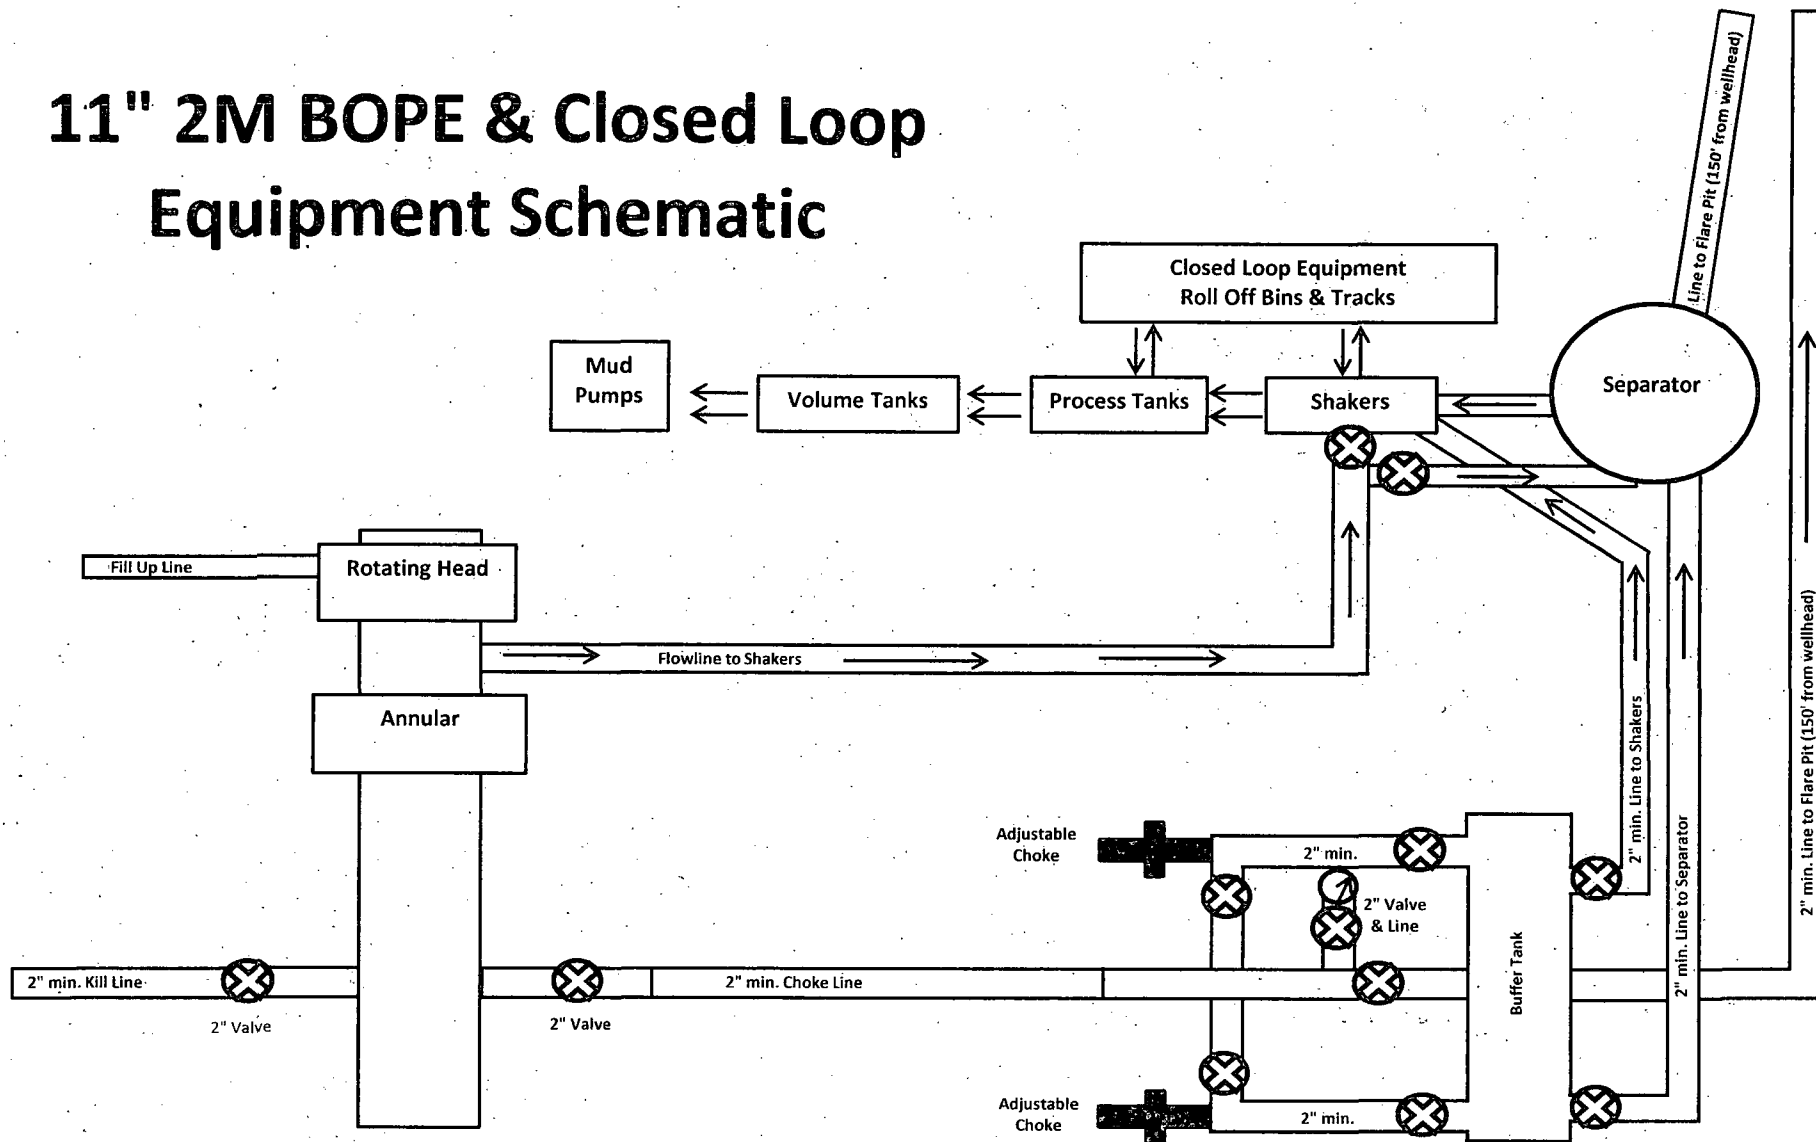 11" 2M BOPE & Closed Loop
Equipment Schematic
Line to Flare Pit (150' from wellhead)
Closed Loop Equipment
Roll Off Bins & Tracks
Mud
Pumps
Volume Tanks
Process Tanks
Shakers
Separator
Fill Up Line
Rotating Head
Flowline to Shakers
Annular
2" min. Line to Shakers
2" min. Line to Separator
2" min. Line to Flare Pit (150' from wellhead)
Adjustable
Choke
2" min.
2" Valve
& Line
Buffer Tank
2" min. Kill Line
2" Valve
2" Valve
2" min. Choke Line
Adjustable
Choke
2" min.